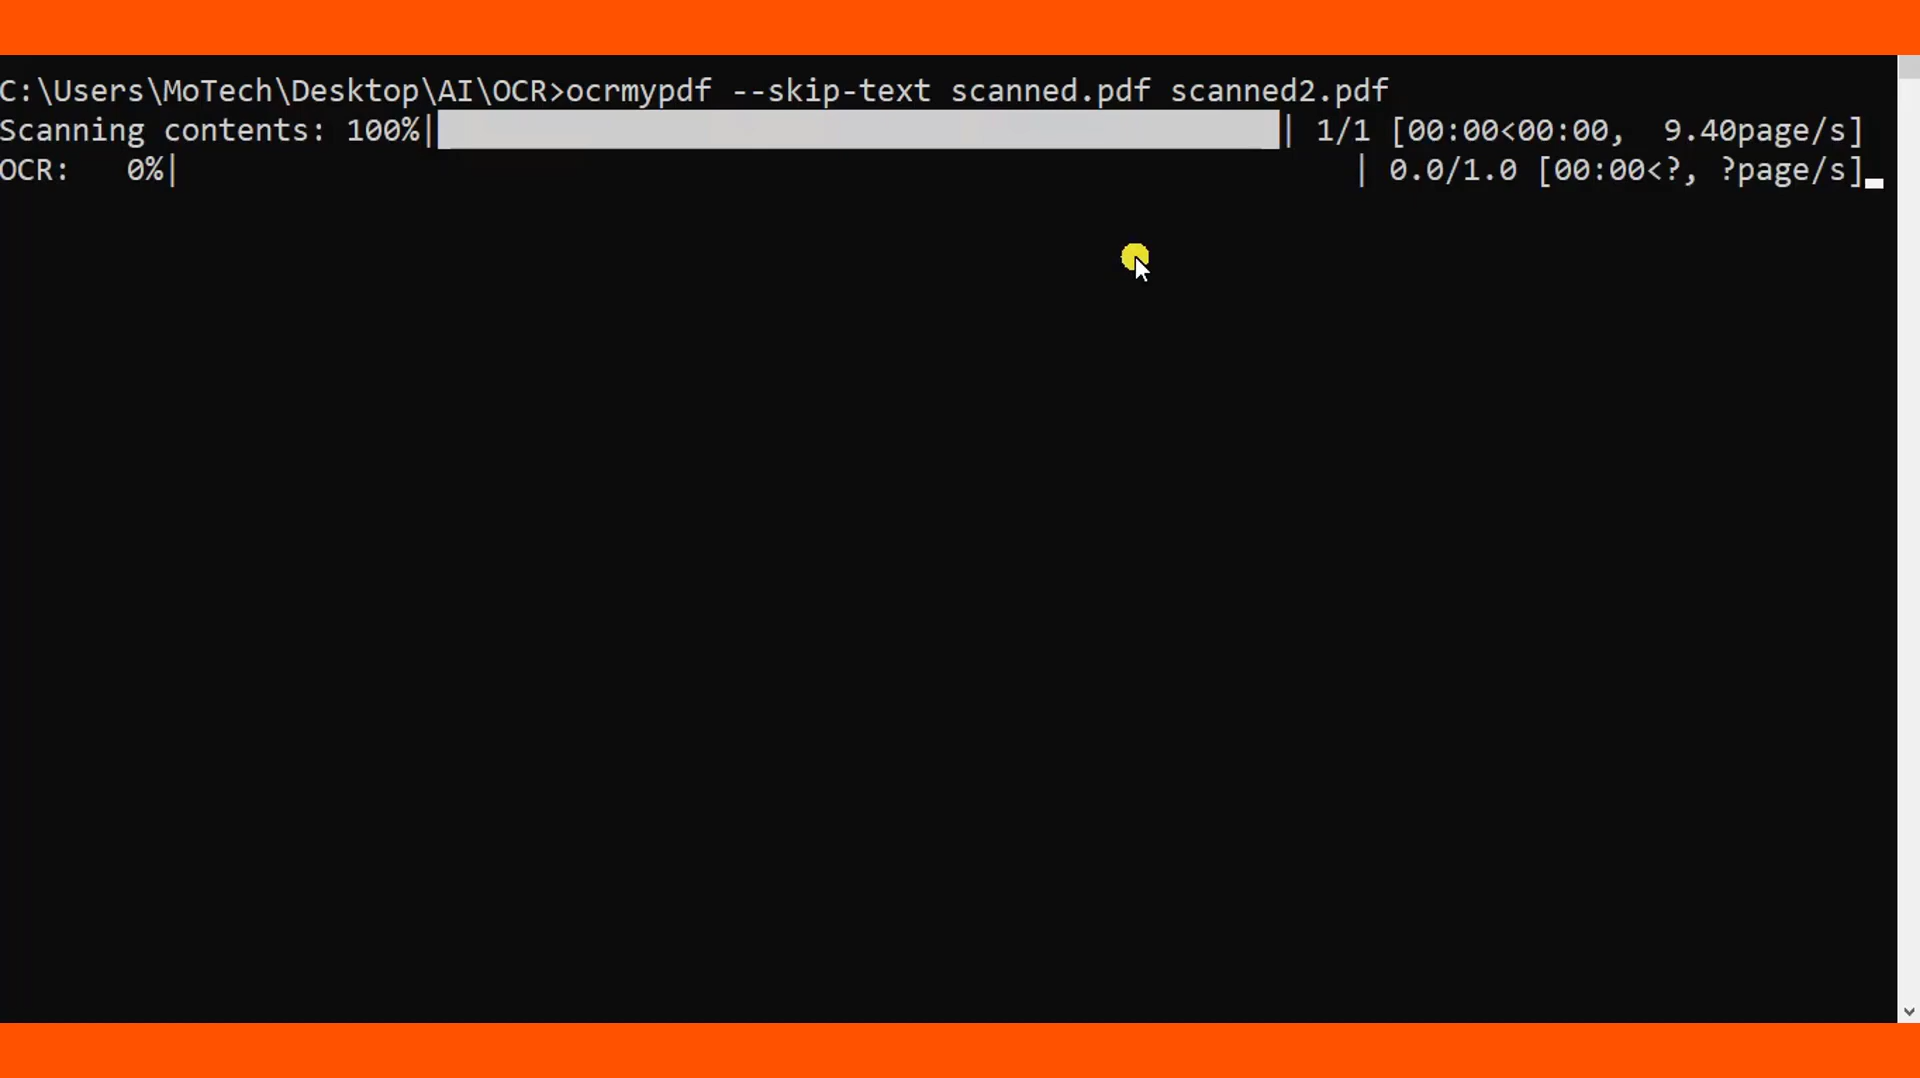 C:\Users\MoTech\Desktop\AI\OCR>ocrmypdf --skip-text scanned.pdf scanned2.pdf
Scanning contents: 100%|| 1/1 [00:00<00:00,  9.40page/s]
OCR:   0%|| 0.0/1.0 [00:00<?, ?page/s]